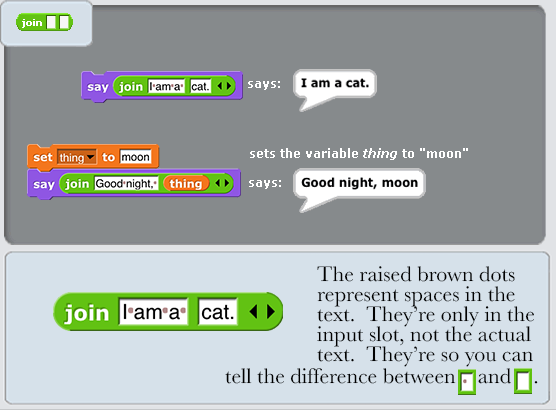 join
say join I am a cat. says: I am a cat.
set thing to moon sets the variable thing to "moon"
say join Good night, thing says: Good night, moon
join I am a cat.
The raised brown dots
represent spaces in the
text. They're only in the
input slot, not the actual
text. They're so you can
tell the difference between and .